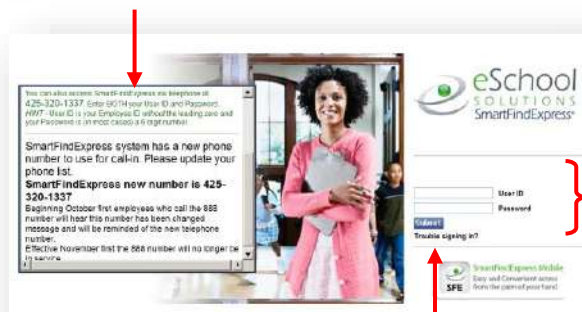 You can also access SmartFindExpress via telephone at
425-320-1337. Enter BOTH your User ID and Password.
HINT - User ID is your Employee ID without the leading zero and
your Password is (in most cases) a 6 digit number.
SmartFindExpress system has a new phone
number to use for call-in. Please update your
phone list.
SmartFindExpress new number is 425-
320-1337
Beginning October first employees who call the 888
number will hear this number has been changed
message and will be reminded of the new telephone
number.
Effective November first the 888 number will no longer be
in service
eSchool
SOLUTIONS
SmartFindExpress®
User ID
Password
Submit
Trouble signing in?
SFE
SmartFindExpress Mobile
Easy and Convenient access
from the palm of your hand